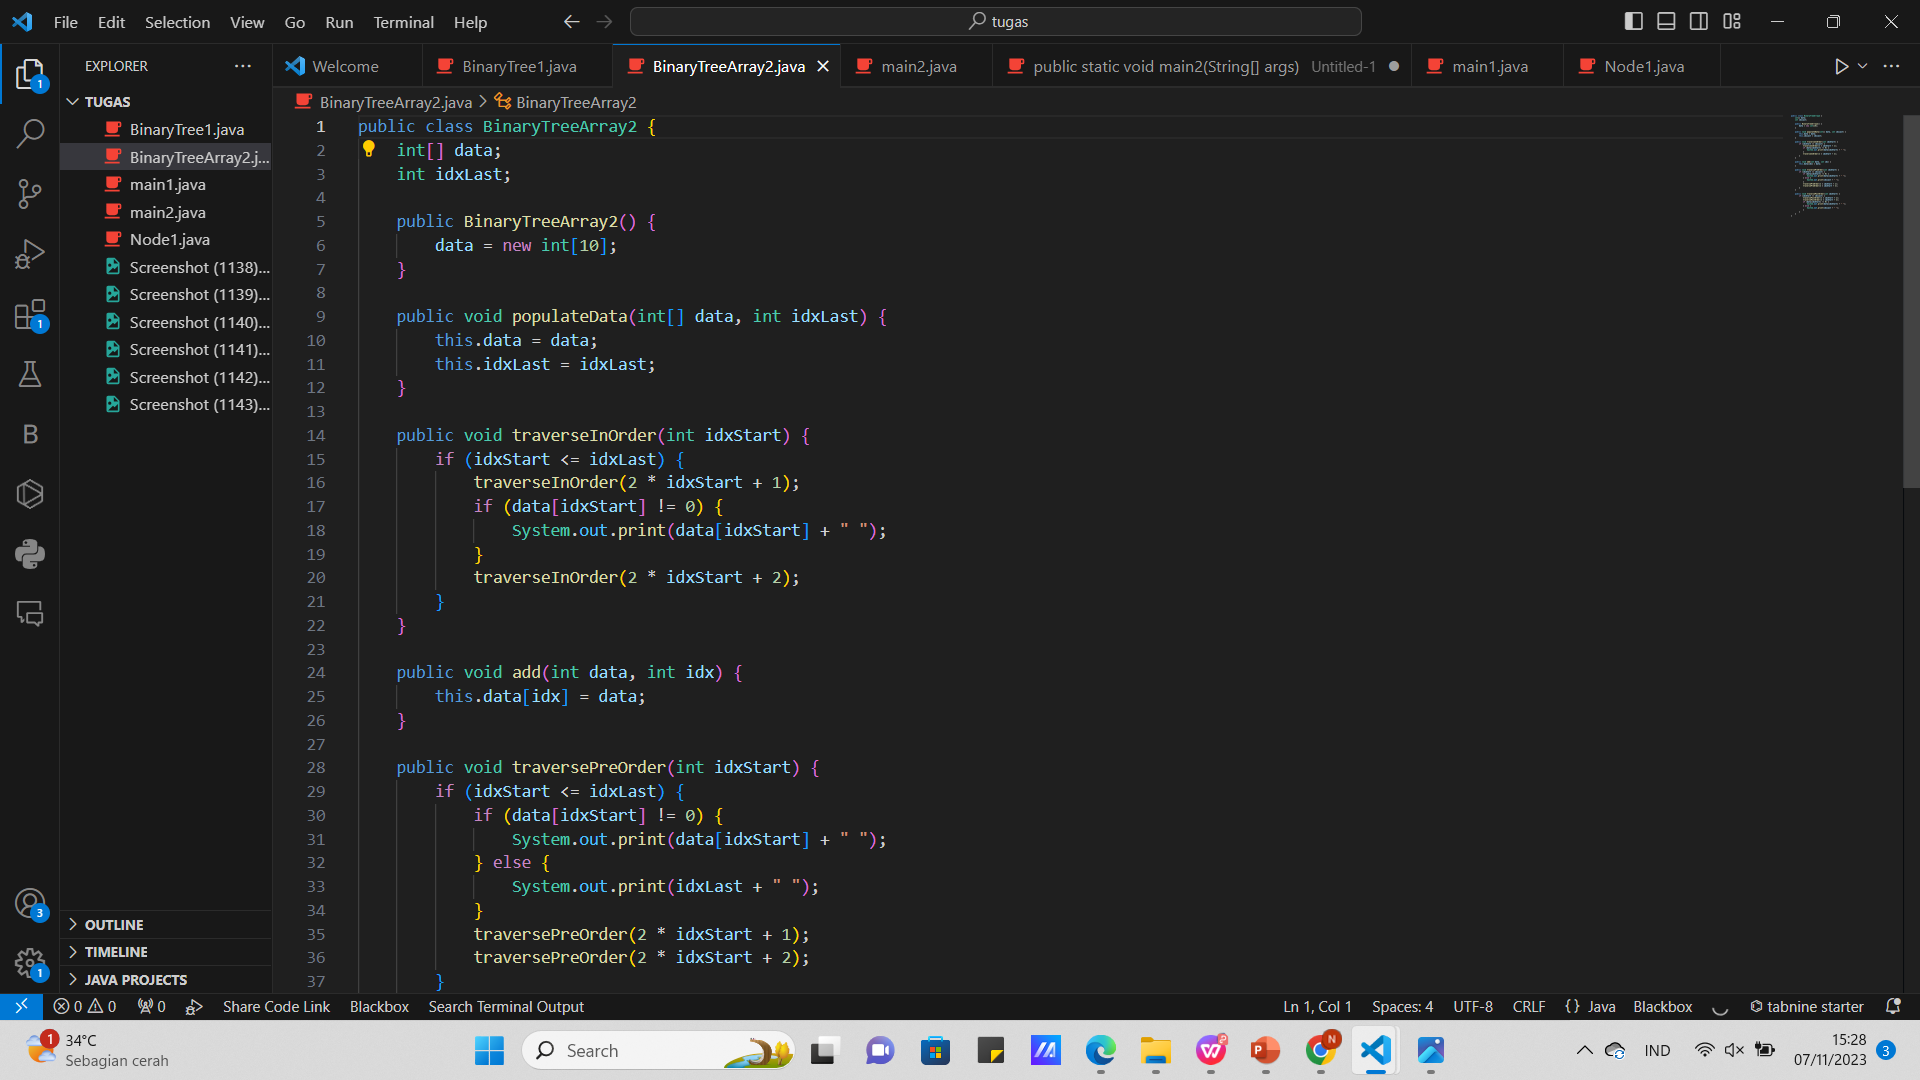 File Edit Selection View Go Run Terminal Help
tugas
EXPLORER
Welcome
BinaryTree1.java
BinaryTreeArray2.java
main2.java
public static void main2(String[] args) Untitled-1
main1.java
Node1.java
TUGAS
BinaryTree1.java
BinaryTreeArray2.j...
main1.java
main2.java
Node1.java
Screenshot (1138)...
Screenshot (1139)...
Screenshot (1140)...
Screenshot (1141)...
Screenshot (1142)...
Screenshot (1143)...
OUTLINE
TIMELINE
JAVA PROJECTS
1
1
B
3
1
BinaryTreeArray2.java > BinaryTreeArray2
1 public class BinaryTreeArray2 {
2 int[] data;
3 int idxLast;
4
5 public BinaryTreeArray2() {
6 data = new int[10];
7 }
8
9 public void populateData(int[] data, int idxLast) {
10 this.data = data;
11 this.idxLast = idxLast;
12 }
13
14 public void traverseInOrder(int idxStart) {
15 if (idxStart <= idxLast) {
16 traverseInOrder(2 * idxStart + 1);
17 if (data[idxStart] != 0) {
18 System.out.print(data[idxStart] + " ");
19 }
20 traverseInOrder(2 * idxStart + 2);
21 }
22 }
23
24 public void add(int data, int idx) {
25 this.data[idx] = data;
26 }
27
28 public void traversePreOrder(int idxStart) {
29 if (idxStart <= idxLast) {
30 if (data[idxStart] != 0) {
31 System.out.print(data[idxStart] + " ");
32 } else {
33 System.out.print(idxLast + " ");
34 }
35 traversePreOrder(2 * idxStart + 1);
36 traversePreOrder(2 * idxStart + 2);
37 }
0 0 0 Share Code Link Blackbox Search Terminal Output
Ln 1, Col 1 Spaces: 4 UTF-8 CRLF {} Java Blackbox tabnine starter
1
34°C
Sebagian cerah
Search
N
IND
15:28
07/11/2023
3